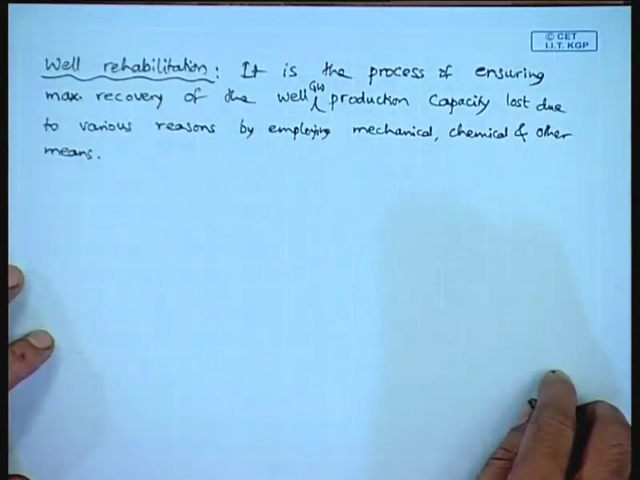 © CET
I.I.T. KGP
Well rehabilitation : It is the process of ensuring
max. recovery of the well GW production capacity lost due
to various reasons by employing mechanical, chemical & other
means.